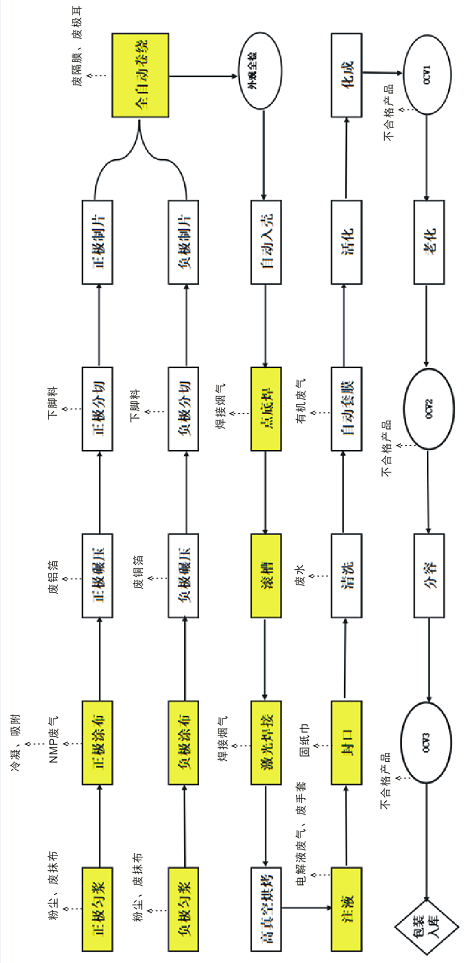 冷凝、吸附
粉尘、废抹布
NMP废气
废铝箔
下脚料
废隔膜、废极耳
正极匀浆
正极涂布
正极碾压
正极分切
正极制片
全自动卷绕
粉尘、废抹布
废铜箔
下脚料
负极匀浆
负极涂布
负极碾压
负极分切
负极制片
焊接烟气
焊接烟气
高真空烘烤
激光焊接
滚槽
点底焊
自动入壳
外观全检
电解液废气、废手套
固纸巾
废水
有机废气
注液
封口
清洗
自动套膜
活化
化成
不合格产品
不合格产品
不合格产品
包装
入库
OCV3
分容
OCV2
老化
OCV1